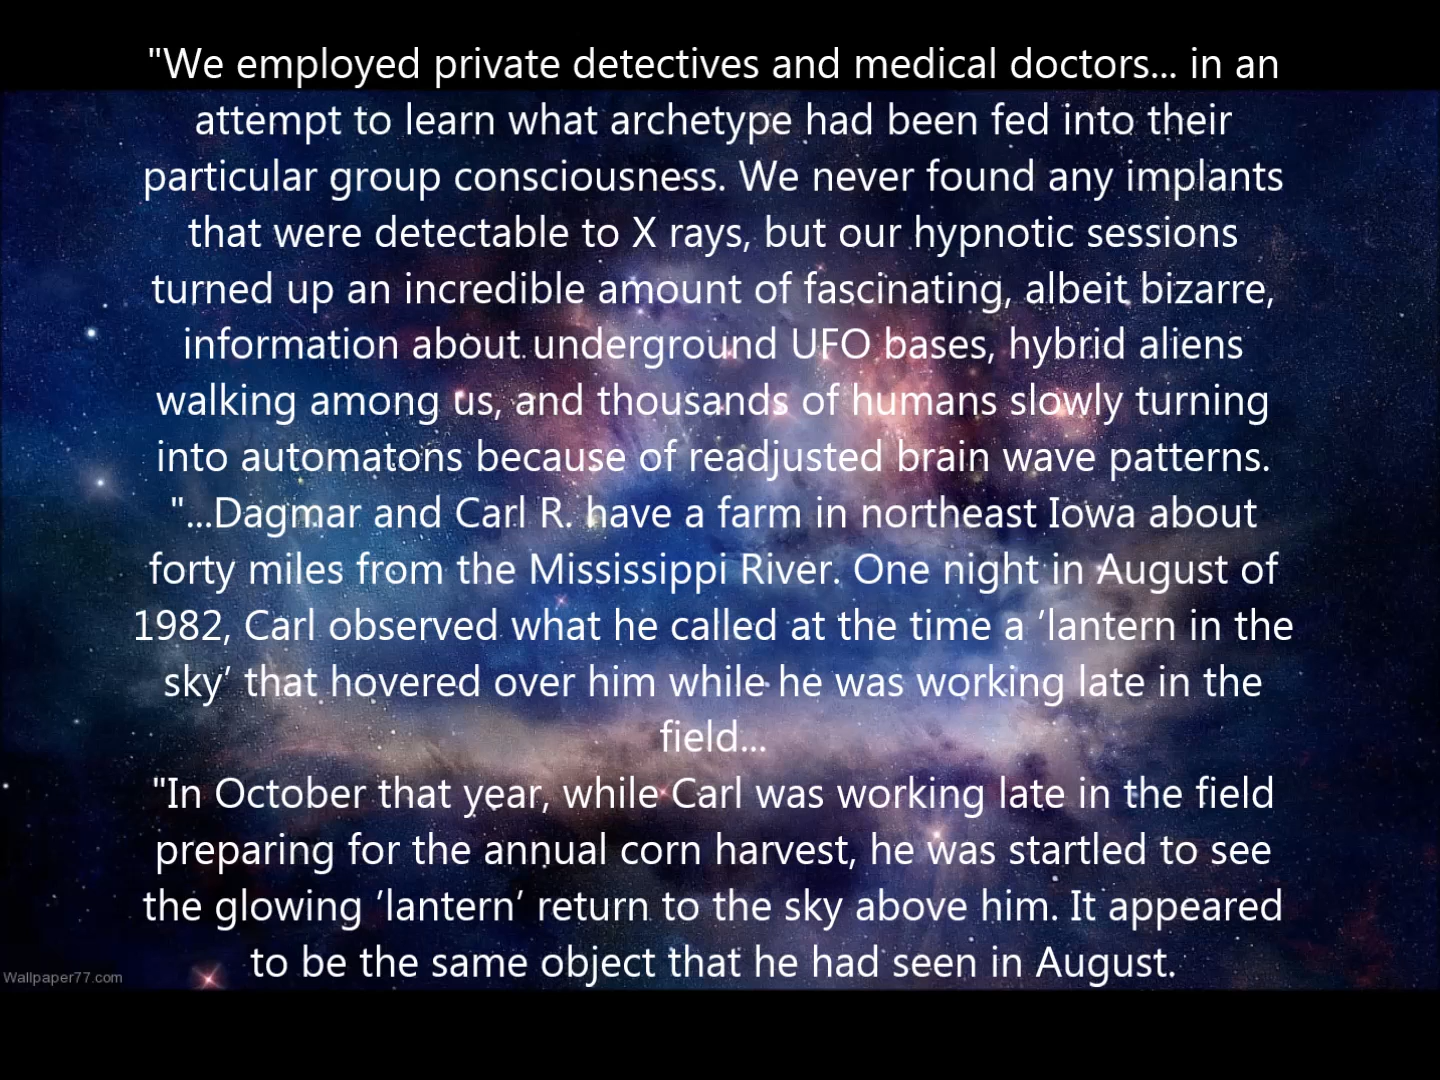 "We employed private detectives and medical doctors... in an
attempt to learn what archetype had been fed into their
particular group consciousness. We never found any implants
that were detectable to X rays, but our hypnotic sessions
turned up an incredible amount of fascinating, albeit bizarre,
information about underground UFO bases, hybrid aliens
walking among us, and thousands of humans slowly turning
into automatons because of readjusted brain wave patterns.
"...Dagmar and Carl R. have a farm in northeast Iowa about
forty miles from the Mississippi River. One night in August of
1982, Carl observed what he called at the time a ‘lantern in the
sky’ that hovered over him while he was working late in the
field...
"In October that year, while Carl was working late in the field
preparing for the annual corn harvest, he was startled to see
the glowing ‘lantern’ return to the sky above him. It appeared
to be the same object that he had seen in August.
Wallpaper77.com